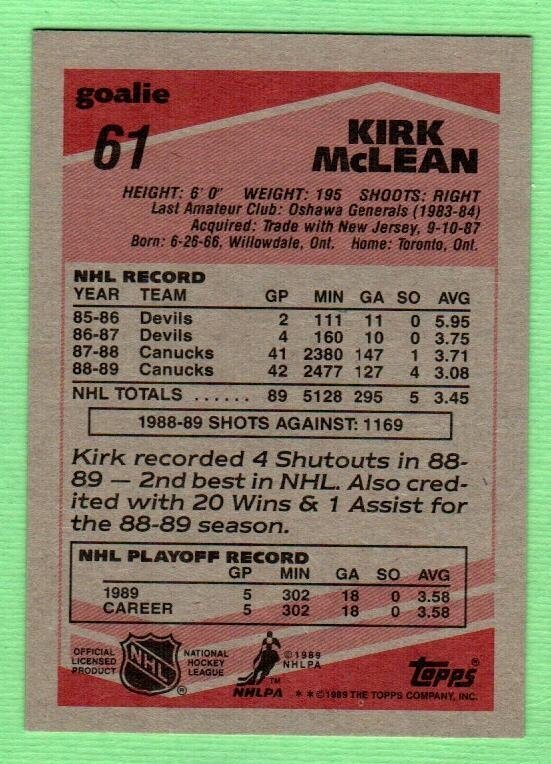 goalie
61
KIRK
McLEAN
HEIGHT: 6' 0" WEIGHT: 195 SHOOTS: RIGHT
Last Amateur Club: Oshawa Generals (1983-84)
Acquired: Trade with New Jersey, 9-10-87
Born: 6-26-66, Willowdale, Ont. Home: Toronto, Ont.
NHL RECORD
YEAR TEAM GP MIN GA SO AVG
85-86 Devils 2 111 11 0 5.95
86-87 Devils 4 160 10 0 3.75
87-88 Canucks 41 2380 147 1 3.71
88-89 Canucks 42 2477 127 4 3.08
NHL TOTALS ...... 89 5128 295 5 3.45
1988-89 SHOTS AGAINST: 1169
Kirk recorded 4 Shutouts in 88-
89 — 2nd best in NHL. Also cred-
ited with 20 Wins & 1 Assist for
the 88-89 season.
NHL PLAYOFF RECORD
GP MIN GA SO AVG
1989 5 302 18 0 3.58
CAREER 5 302 18 0 3.58
OFFICIAL
LICENSED
PRODUCT
NHL ®
NATIONAL
HOCKEY
LEAGUE
©1989
NHLPA
NHLPA ™
topps®
* * ©1989 THE TOPPS COMPANY, INC.